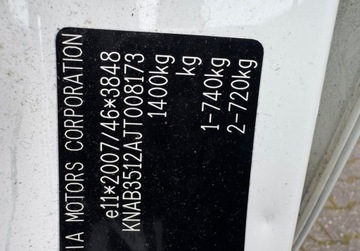 IA MOTORS CORPORATION
e11*2007/46*3848
KNAB3512AJT008173
1400kg
kg
1-740kg
2-720kg